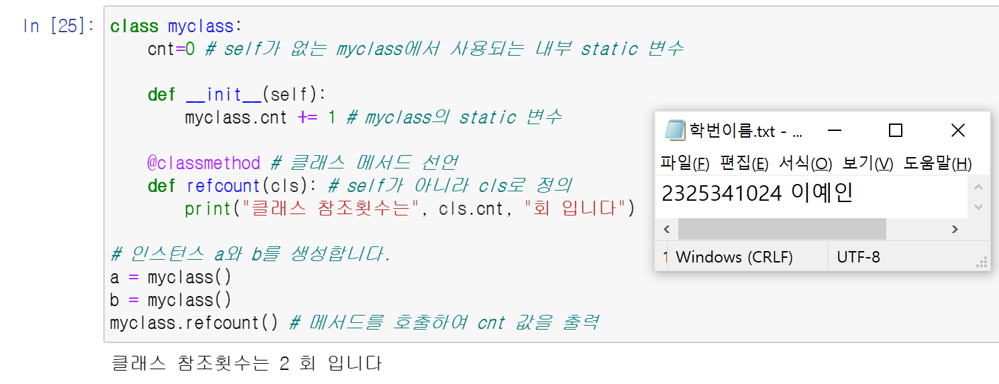 In [25]:
class myclass:
cnt=0 # self가 없는 myclass에서 사용되는 내부 static 변수
def __init__(self):
myclass.cnt += 1 # myclass의 static 변수
@classmethod # 클래스 메서드 선언
def refcount(cls): # self가 아니라 cls로 정의
print("클래스 참조횟수는", cls.cnt, "회 입니다")
# 인스턴스 a와 b를 생성합니다.
a = myclass()
b = myclass()
myclass.refcount() # 메서드를 호출하여 cnt 값을 출력
클래스 참조횟수는 2 회 입니다
학번이름.txt - ...
파일(F) 편집(E) 서식(O) 보기(V) 도움말(H)
2325341024 이예인
1 Windows (CRLF) UTF-8